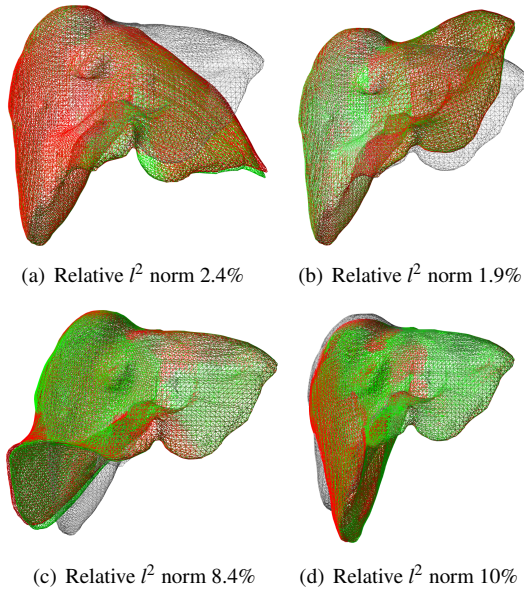 (a) Relative l² norm 2.4%
(b) Relative l² norm 1.9%
(c) Relative l² norm 8.4%
(d) Relative l² norm 10%